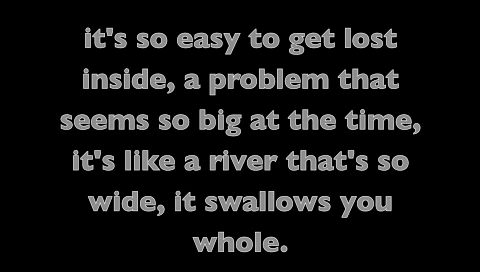 it's so easy to get lost
inside, a problem that
seems so big at the time,
it's like a river that's so
wide, it swallows you
whole.